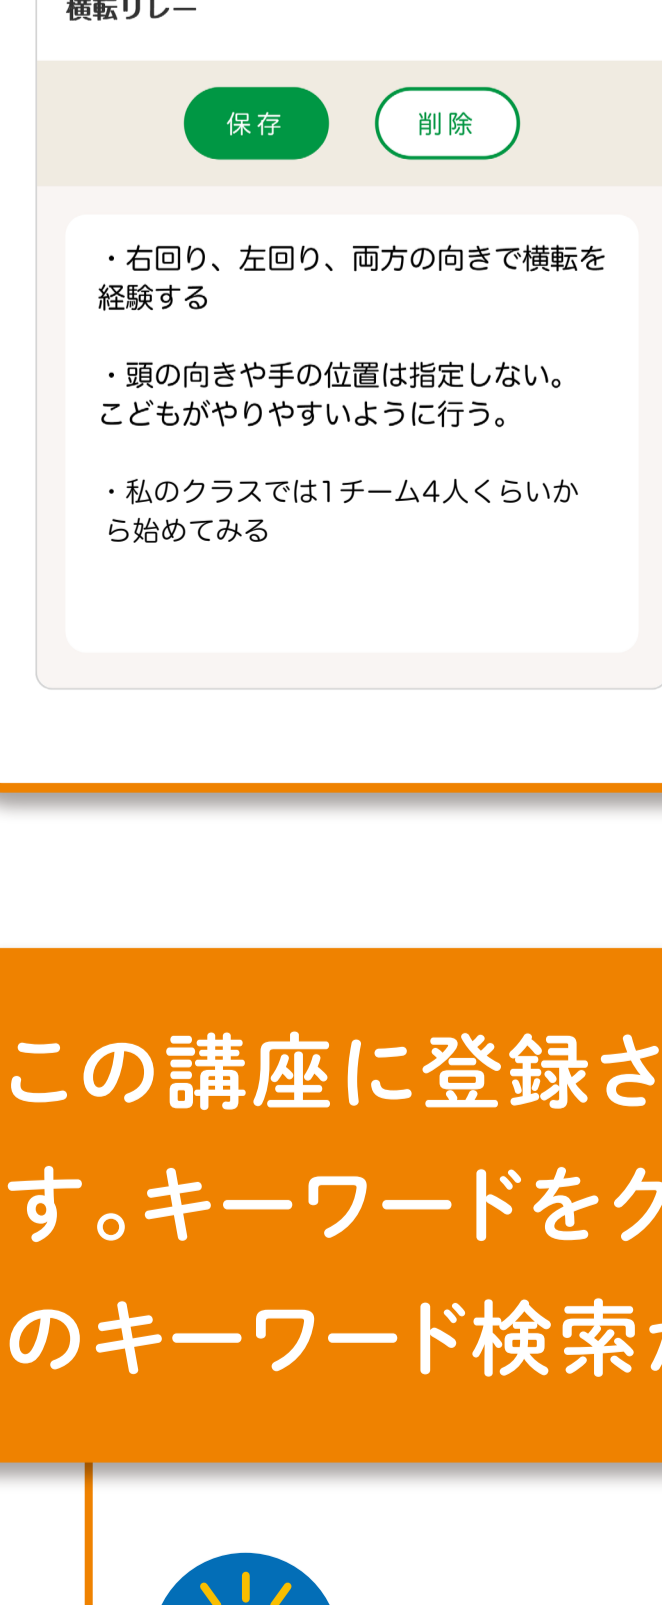 横転リレー
保存
削除
・右回り、左回り、両方の向きで横転を
経験する
・頭の向きや手の位置は指定しない。
こどもがやりやすいように行う。
・私のクラスでは1チーム4人くらいか
ら始めてみる
この講座に登録さ
す。キーワードをク
のキーワード検索